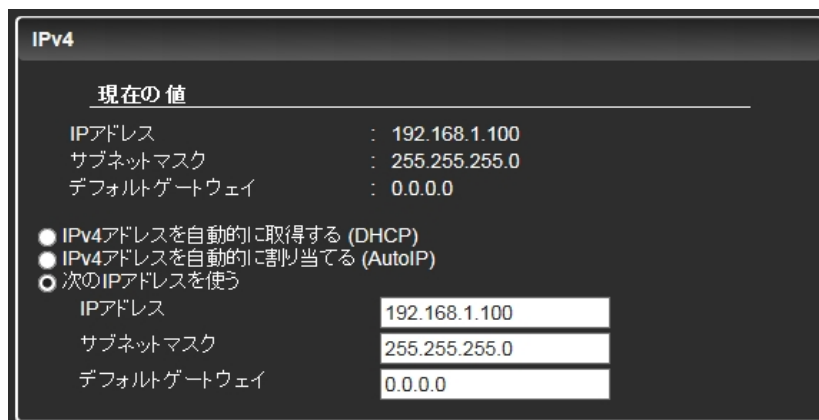 IPv4
現在の値
IPアドレス : 192.168.1.100
サブネットマスク : 255.255.255.0
デフォルトゲートウェイ : 0.0.0.0
IPv4アドレスを自動的に取得する (DHCP)
IPv4アドレスを自動的に割り当てる (AutoIP)
次のIPアドレスを使う
IPアドレス 192.168.1.100
サブネットマスク 255.255.255.0
デフォルトゲートウェイ 0.0.0.0